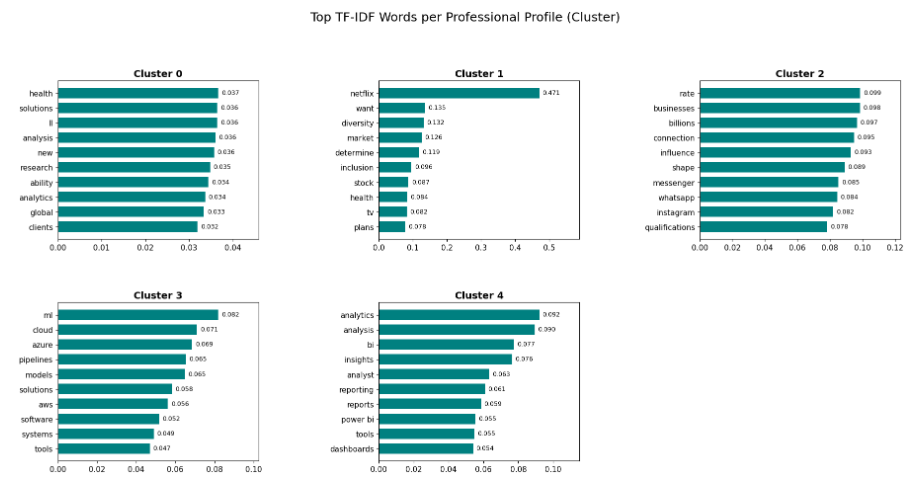 Top TF-IDF Words per Professional Profile (Cluster)
Cluster 0
health 0.037
solutions 0.036
ll 0.036
analysis 0.036
new 0.036
research 0.035
ability 0.034
analytics 0.034
global 0.033
clients 0.032
0.00 0.01 0.02 0.03 0.04
Cluster 1
netflix 0.471
want 0.135
diversity 0.132
market 0.126
determine 0.119
inclusion 0.096
stock 0.087
health 0.084
tv 0.082
plans 0.078
0.0 0.1 0.2 0.3 0.4 0.5
Cluster 2
rate 0.099
businesses 0.098
billions 0.097
connection 0.095
influence 0.093
shape 0.089
messenger 0.085
whatsapp 0.084
instagram 0.082
qualifications 0.078
0.00 0.02 0.04 0.06 0.08 0.10 0.12
Cluster 3
ml 0.082
cloud 0.071
azure 0.069
pipelines 0.065
models 0.065
solutions 0.058
aws 0.056
software 0.052
systems 0.049
tools 0.047
0.00 0.02 0.04 0.06 0.08 0.10
Cluster 4
analytics 0.092
analysis 0.090
bi 0.077
insights 0.076
analyst 0.063
reporting 0.061
reports 0.059
power bi 0.055
tools 0.055
dashboards 0.054
0.00 0.02 0.04 0.06 0.08 0.10